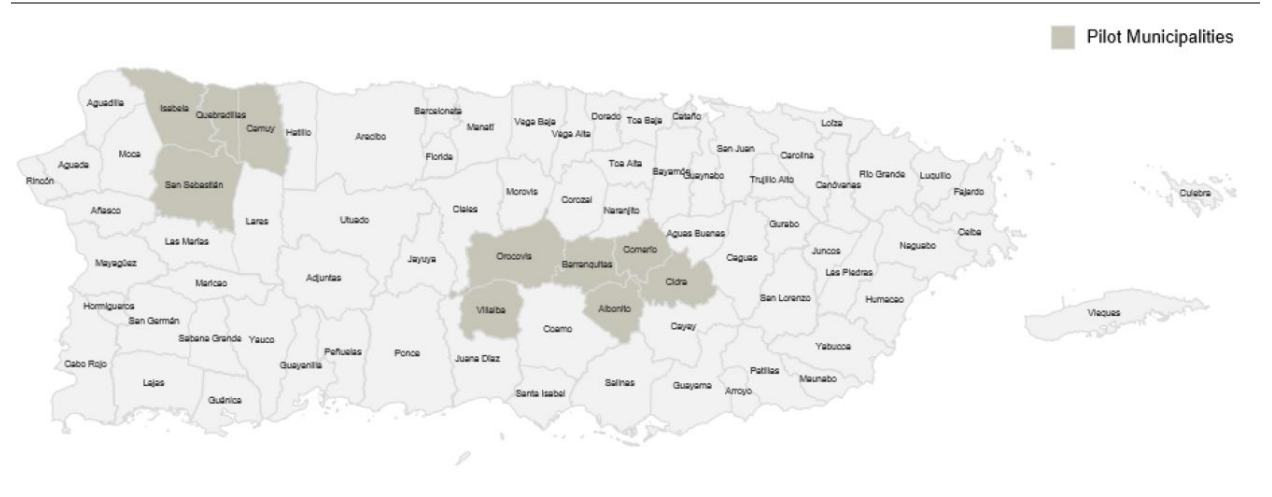 Pilot Municipalities
Aguadilla
Isabela
Quebradillas
Camuy
Hatillo
Arecibo
Barceloneta
Manatí
Vega Baja
Vega Alta
Dorado
Toa Baja
Cataño
San Juan
Loíza
Carolina
Moca
Aguada
Rincón
San Sebastián
Florida
Toa Alta
Bayamón
Guaynabo
Trujillo Alto
Canóvanas
Río Grande
Luquillo
Fajardo
Culebra
Añasco
Lares
Utuado
Ciales
Morovis
Corozal
Naranjito
Aguas Buenas
Gurabo
Ceiba
Naguabo
Las Marías
Mayagüez
Maricao
Adjuntas
Jayuya
Orocovis
Barranquitas
Comerío
Cidra
Caguas
Juncos
Las Piedras
San Lorenzo
Humacao
Hormigueros
San Germán
Sabana Grande
Yauco
Guayanilla
Peñuelas
Ponce
Villalba
Coamo
Aibonito
Cayey
Vieques
Cabo Rojo
Lajas
Guánica
Juana Díaz
Santa Isabel
Salinas
Guayama
Arroyo
Patillas
Maunabo
Yabucoa